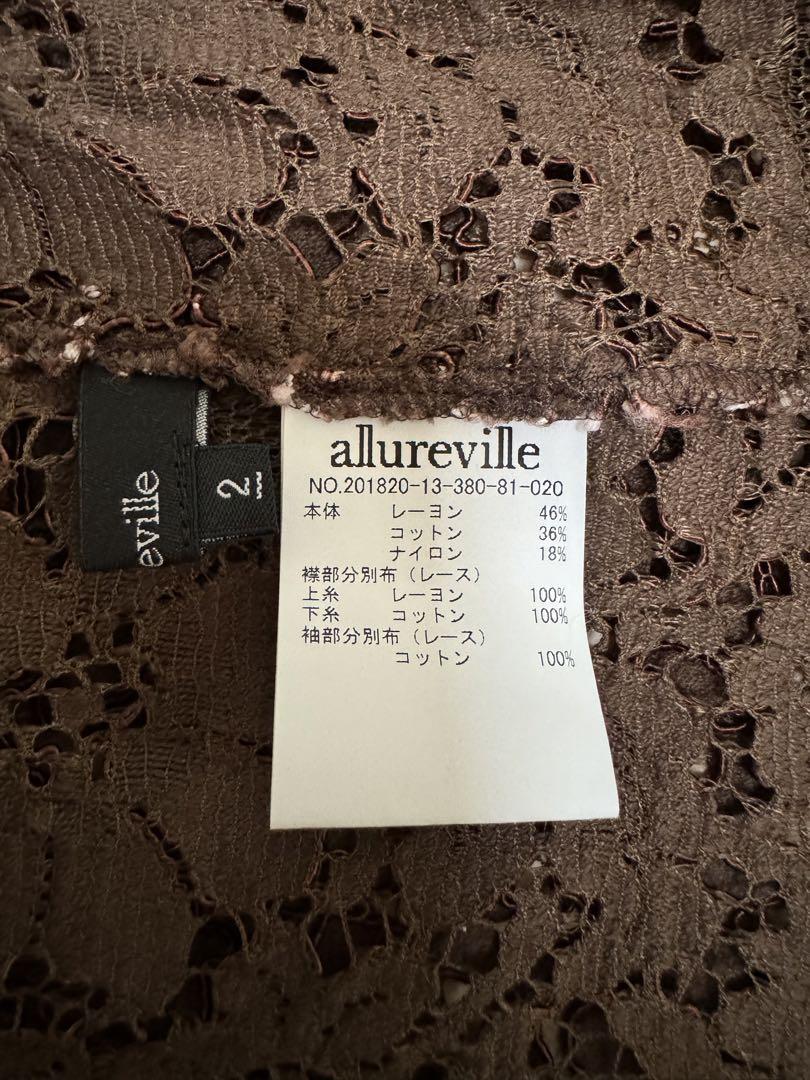 allureville
NO.201820-13-380-81-020
本体 レーヨン 46%
コットン 36%
ナイロン 18%
襟部分別布（レース）
上糸 レーヨン 100%
下糸 コットン 100%
袖部分別布（レース）
コットン 100%
eville
2